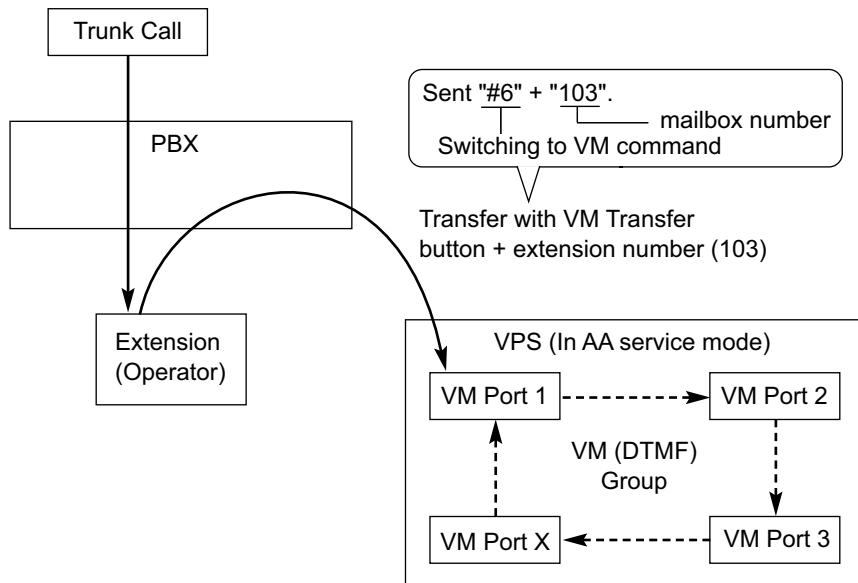 Trunk Call
PBX
Sent "#6" + "103".
mailbox number
Switching to VM command
Transfer with VM Transfer
button + extension number (103)
Extension
(Operator)
VPS (In AA service mode)
VM Port 1
VM Port 2
VM (DTMF)
Group
VM Port X
VM Port 3